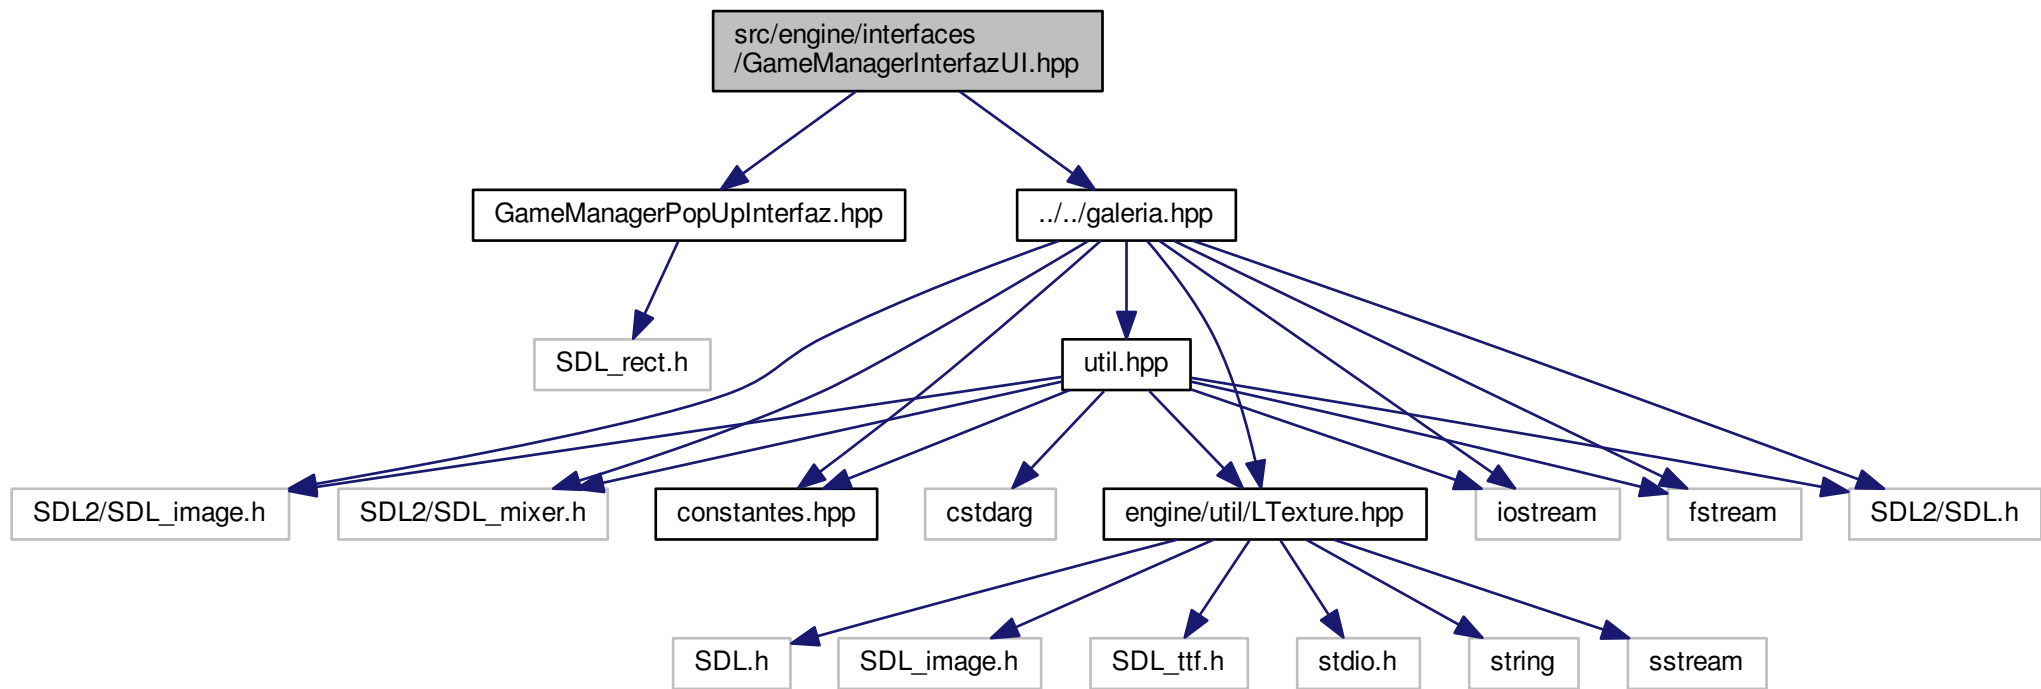 src/engine/interfaces
/GameManagerInterfazUI.hpp
GameManagerPopUpInterfaz.hpp
../../galeria.hpp
SDL_rect.h
util.hpp
SDL2/SDL_image.h
SDL2/SDL_mixer.h
constantes.hpp
cstdarg
engine/util/LTexture.hpp
iostream
fstream
SDL2/SDL.h
SDL.h
SDL_image.h
SDL_ttf.h
stdio.h
string
sstream